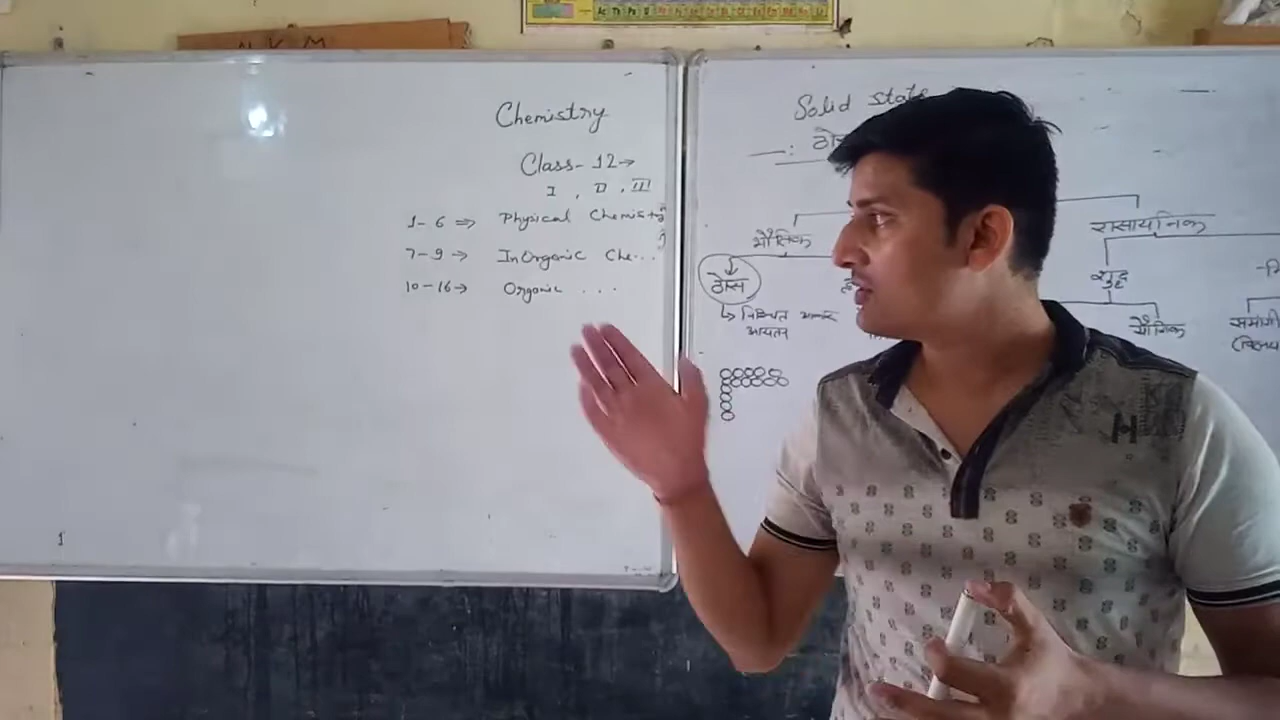 N K M
Chemistry
Class-12→
I, II, III
1-6 ⇒ Physical Chemistry
7-9 ⇒ InOrganic Che...
10-16→ Organic ...
Solid state
भौतिक
रासायनिक
ठोस
शुद्ध
↳ निश्चित आकार
आयतन
यौगिक
समांगी
H